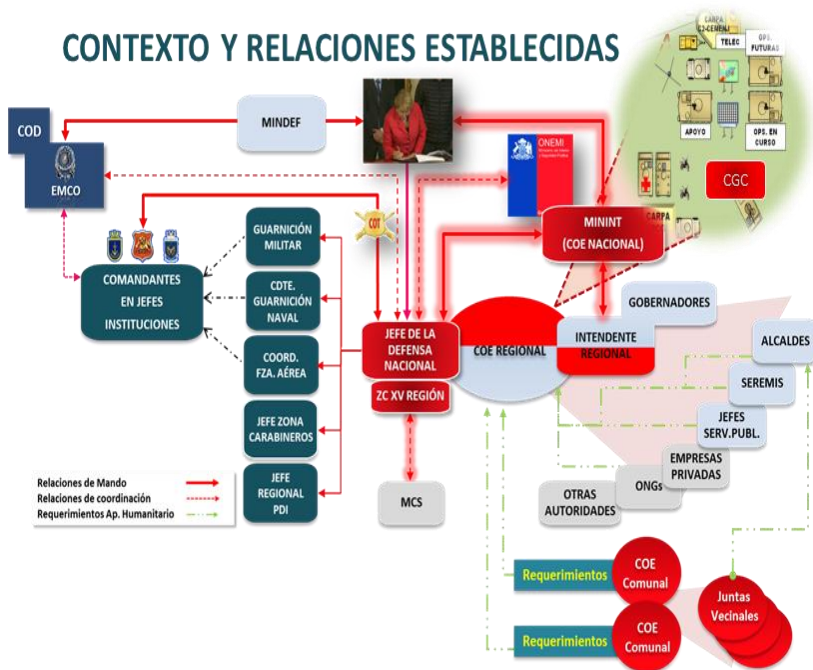 CONTEXTO Y RELACIONES ESTABLECIDAS
CARPA
C2-CEMENJ
TELEC
OPS.
FUTURAS
APOYO
OPS. EN
CURSO
CGC
CARPA
COD
EMCO
MINDEF
ONEMI
MININT
(COE NACIONAL)
COT
COMANDANTES
EN JEFES
INSTITUCIONES
GUARNICIÓN
MILITAR
CDTE.
GUARNICIÓN
NAVAL
COORD.
FZA. AÉREA
JEFE ZONA
CARABINEROS
JEFE
REGIONAL
PDI
JEFE DE LA
DEFENSA
NACIONAL
ZC XV REGIÓN
MCS
COE REGIONAL
INTENDENTE
REGIONAL
GOBERNADORES
ALCALDES
SEREMIS
JEFES
SERV.PUBL.
EMPRESAS
PRIVADAS
ONGs
OTRAS
AUTORIDADES
Relaciones de Mando
Relaciones de coordinación
Requerimientos Ap. Humanitario
Requerimientos
COE
Comunal
Requerimientos
COE
Comunal
Juntas
Vecinales